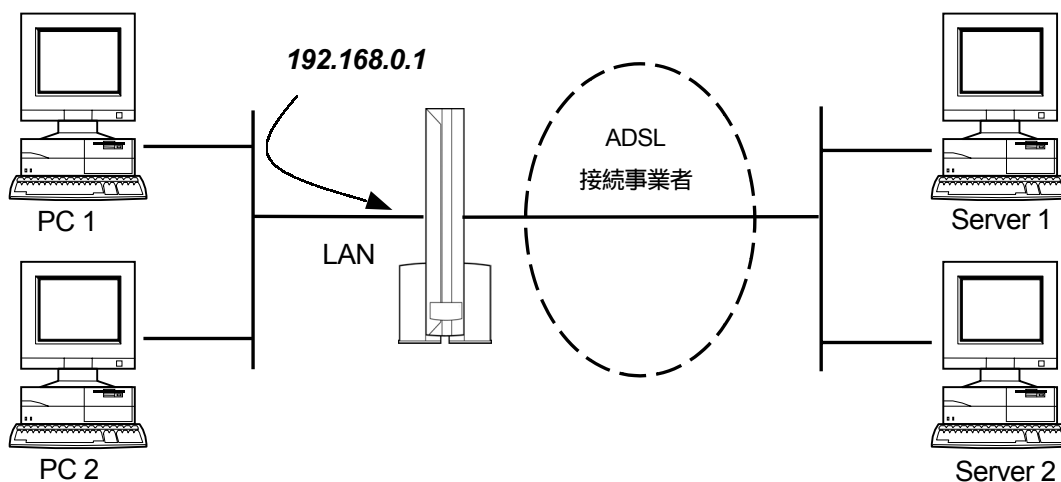 192.168.0.1
ADSL
接続事業者
PC 1
LAN
Server 1
PC 2
Server 2